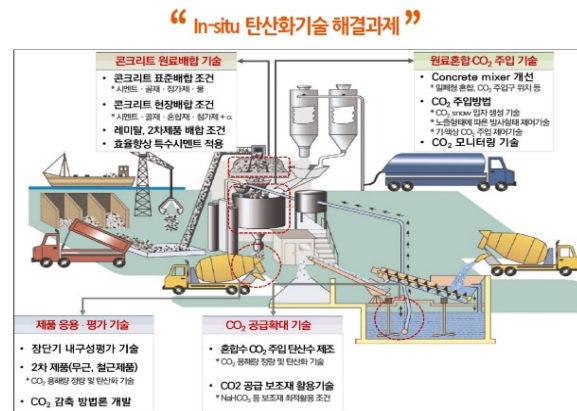 “ In-situ 탄산화기술 해결과제 ”
콘크리트 원료배합 기술
• 콘크리트 표준배합 조건
* 시멘트 · 골재 · 첨가제 · 물
• 콘크리트 현장배합 조건
* 시멘트 · 골재 · 혼합재 · 첨가제 + α
• 레미탈, 2차제품 배합 조건
• 효율향상 특수시멘트 적용
원료혼합·CO₂ 주입 기술
• Concrete mixer 개선
* 밀폐형 혼합, CO₂ 주입구 위치 등
• CO₂ 주입방법
* CO₂ snow 입자 생성 기술
* 노즐형태에 따른 방사형태 제어기술
* 기·액상 CO₂ 주입 제어기술
• CO₂ 모니터링 기술
제품 응용 · 평가 기술
• 장단기 내구성평가 기술
• 2차 제품(무근, 철근제품)
* CO₂ 용해량 정량 및 탄산화 기술
• CO₂ 감축 방법론 개발
CO₂ 공급확대 기술
• 혼합수 CO₂ 주입 탄산수 제조
* CO₂ 용해량 정량 및 탄산화 기술
• CO2 공급 보조재 활용기술
* NaHCO₃ 등 보조재 최적활용 조건